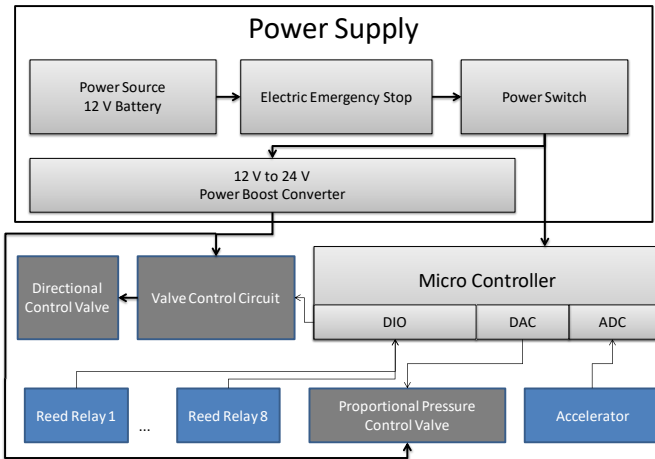 Power Supply
Power Source
12 V Battery
Electric Emergency Stop
Power Switch
12 V to 24 V
Power Boost Converter
Directional
Control Valve
Valve Control Circuit
Micro Controller
DIO
DAC
ADC
Reed Relay 1
...
Reed Relay 8
Proportional Pressure
Control Valve
Accelerator